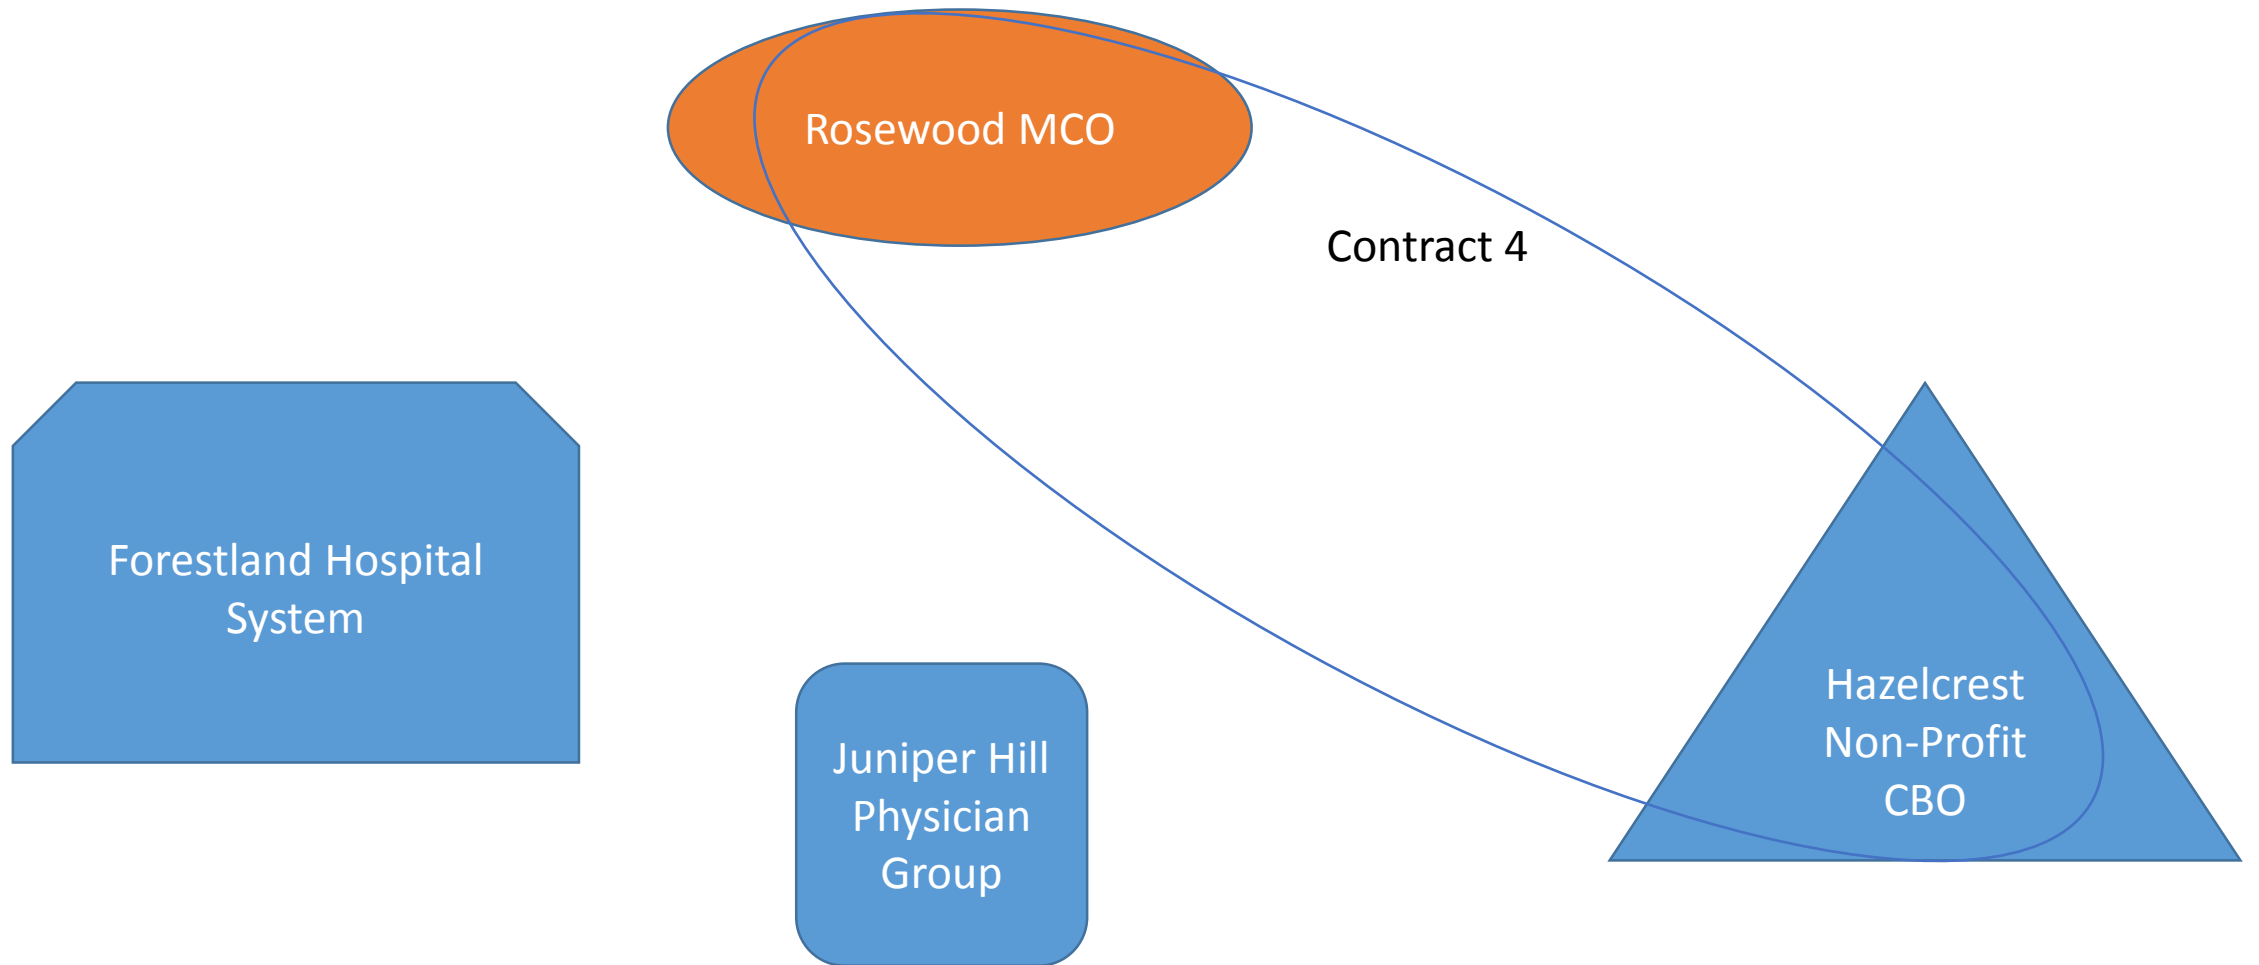 Rosewood MCO
Contract 4
Forestland Hospital
System
Juniper Hill
Physician
Group
Hazelcrest
Non-Profit
CBO